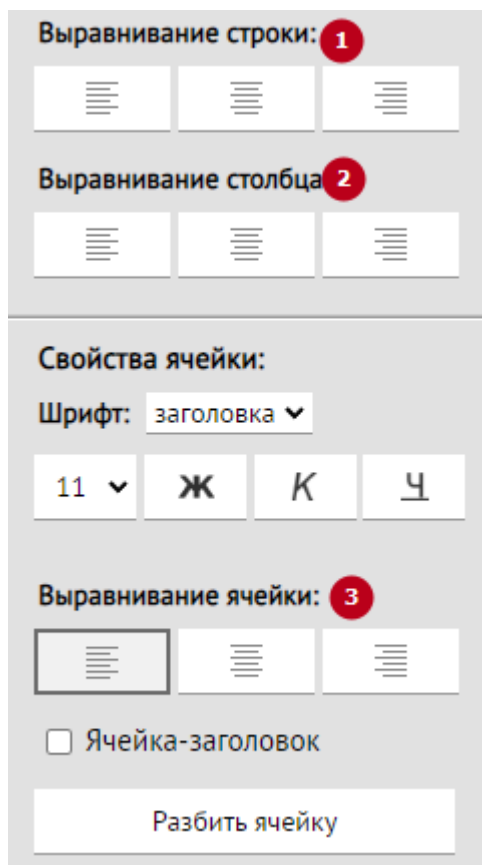 Выравнивание строки: 1
Выравнивание столбца 2
Свойства ячейки:
Шрифт: заголовка
11 Ж К Ч
Выравнивание ячейки: 3
Ячейка-заголовок
Разбить ячейку